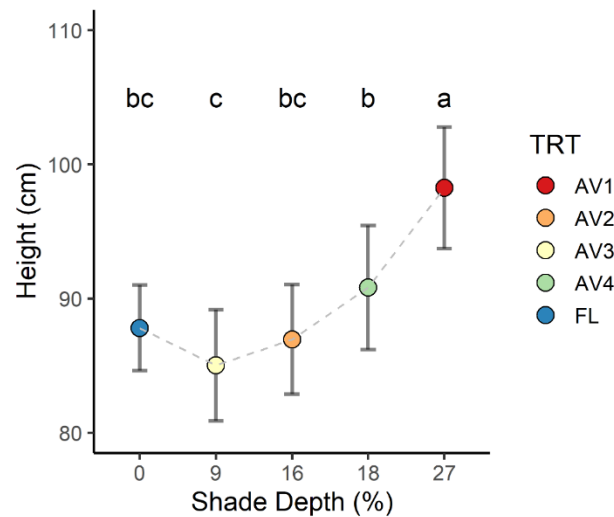 110
100
90
80
Height (cm)
bc c bc b a
0 9 16 18 27
Shade Depth (%)
TRT
AV1
AV2
AV3
AV4
FL